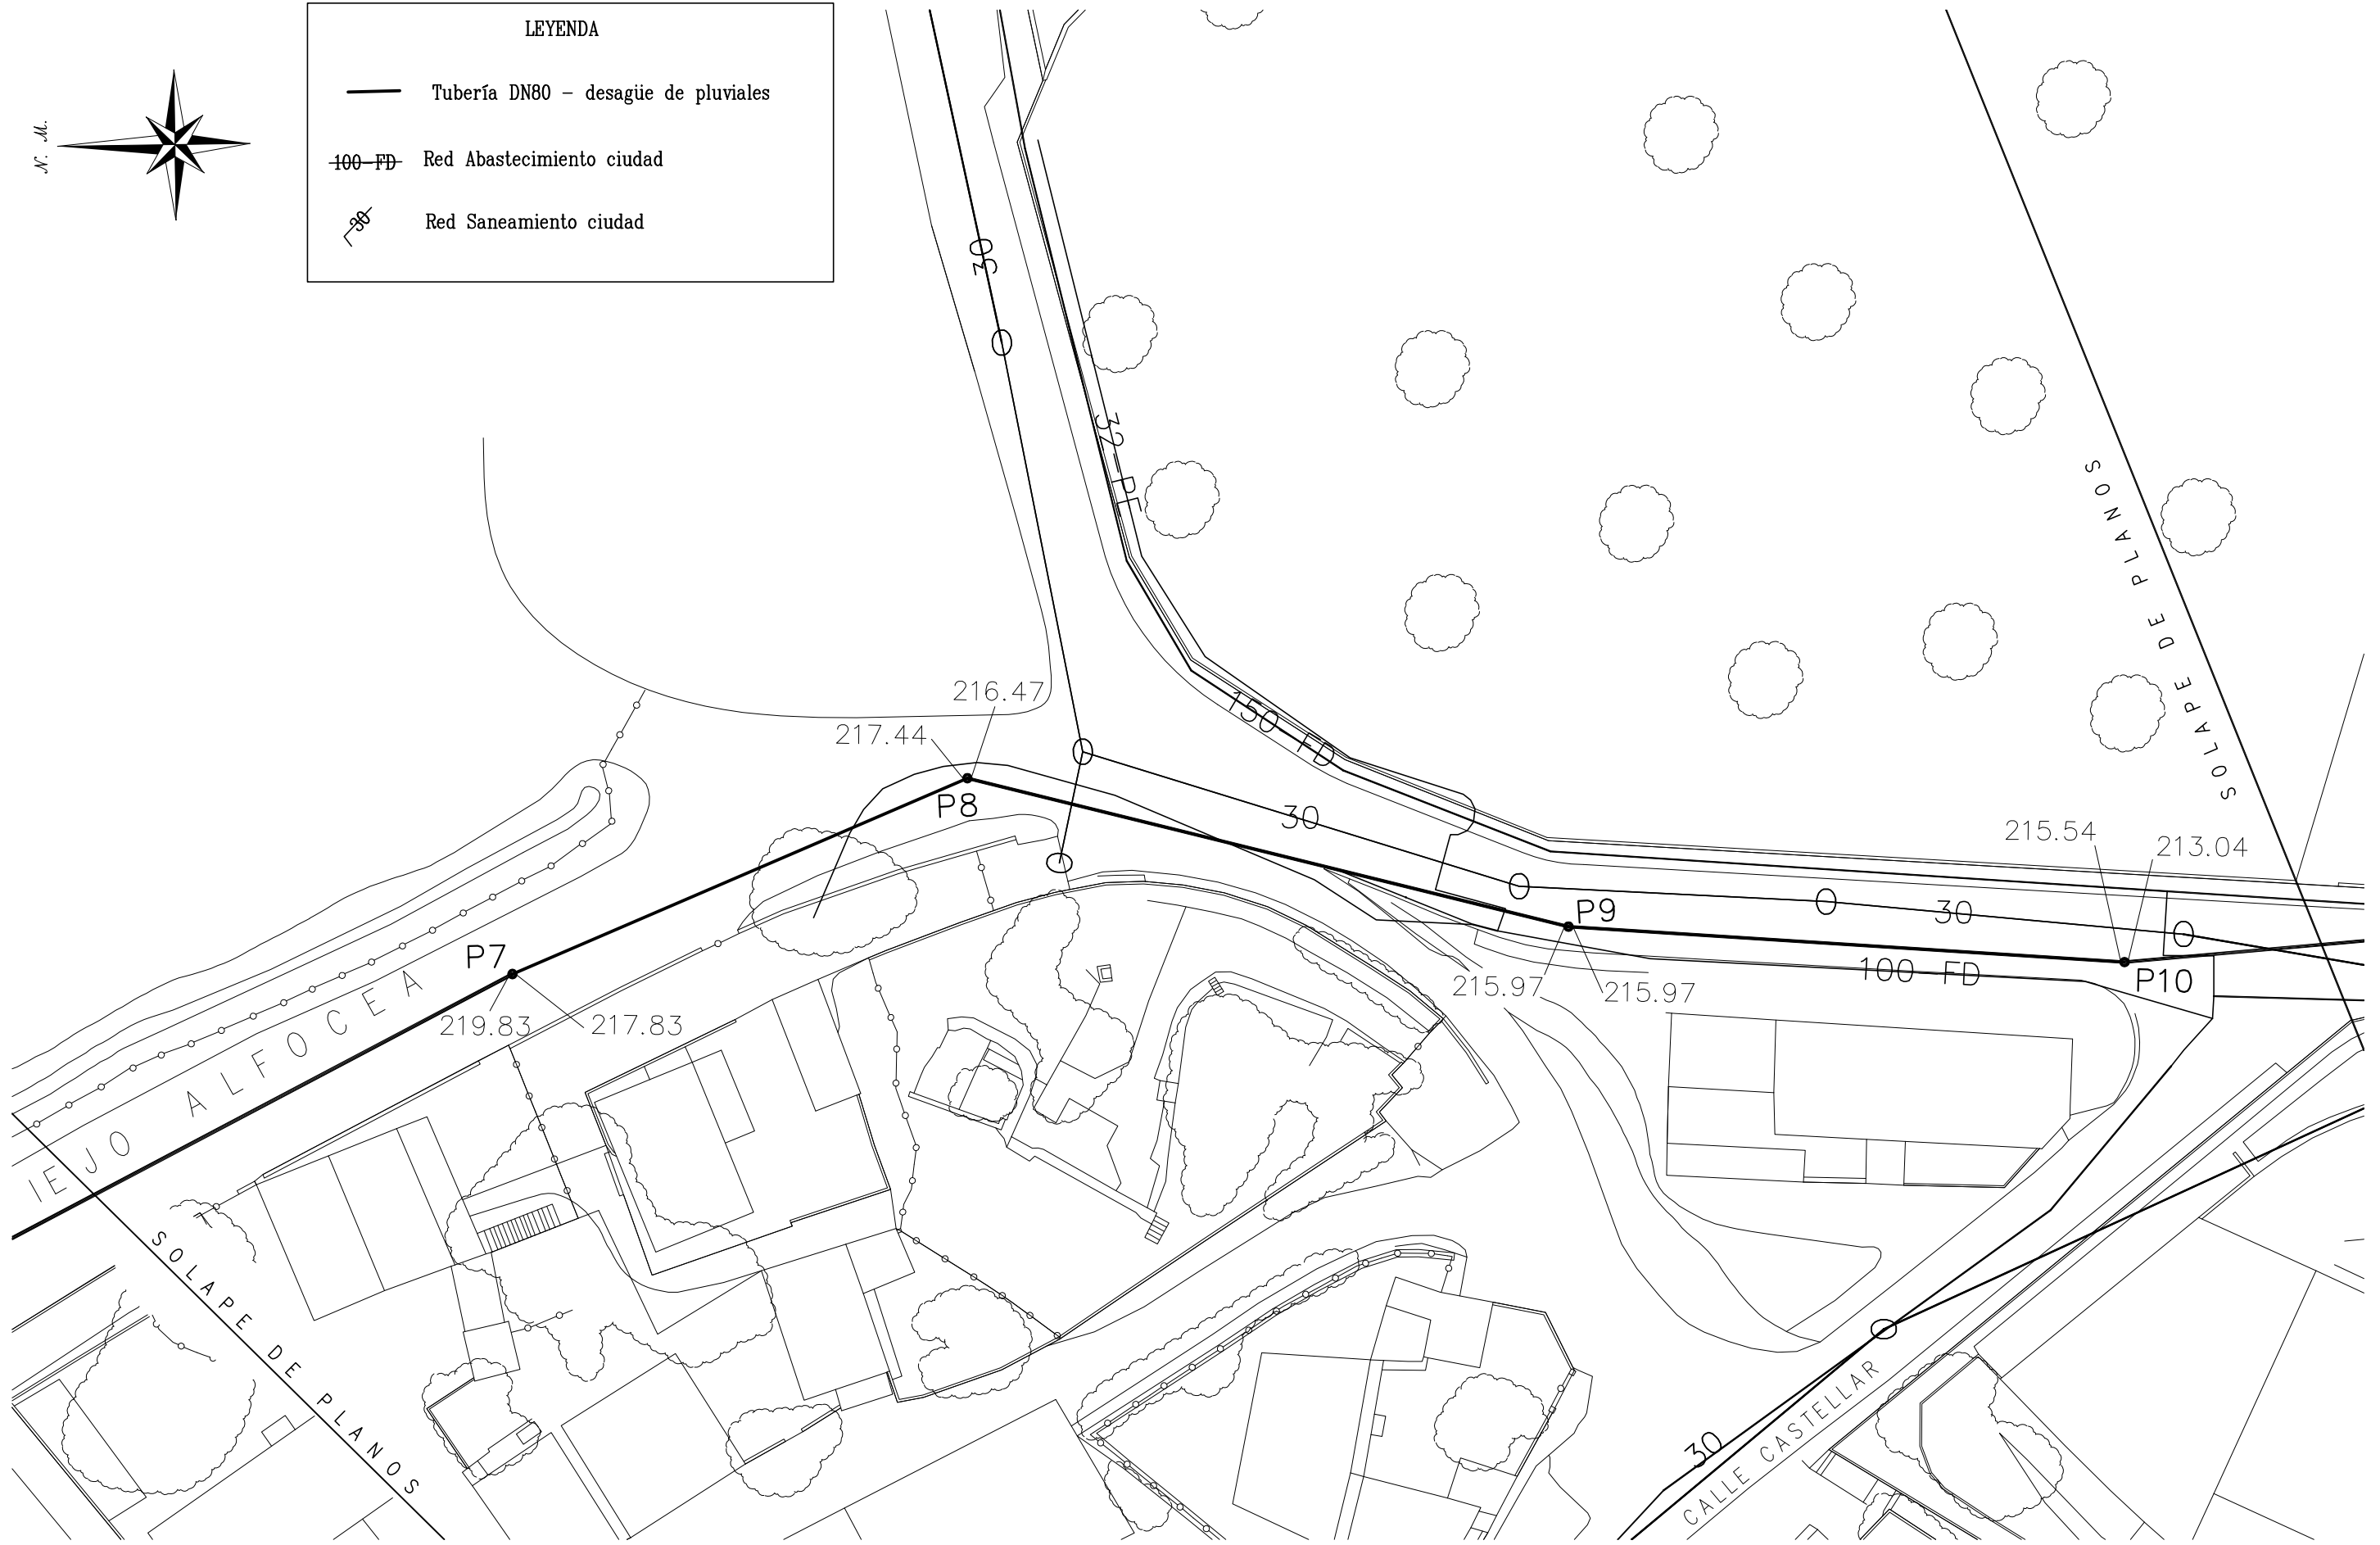 LEYENDA
Tubería DN80 - desagüe de pluviales
100-FD Red Abastecimiento ciudad
30 Red Saneamiento ciudad
N. M.
30
32-PE
150 FD
216.47
217.44
P8
30
P7
219.83
217.83
IEJO ALFOCEA
P9
215.97
215.97
30
100 FD
215.54
213.04
P10
SOLAPE DE PLANOS
SOLAPE DE PLANOS
30
CALLE CASTELLAR